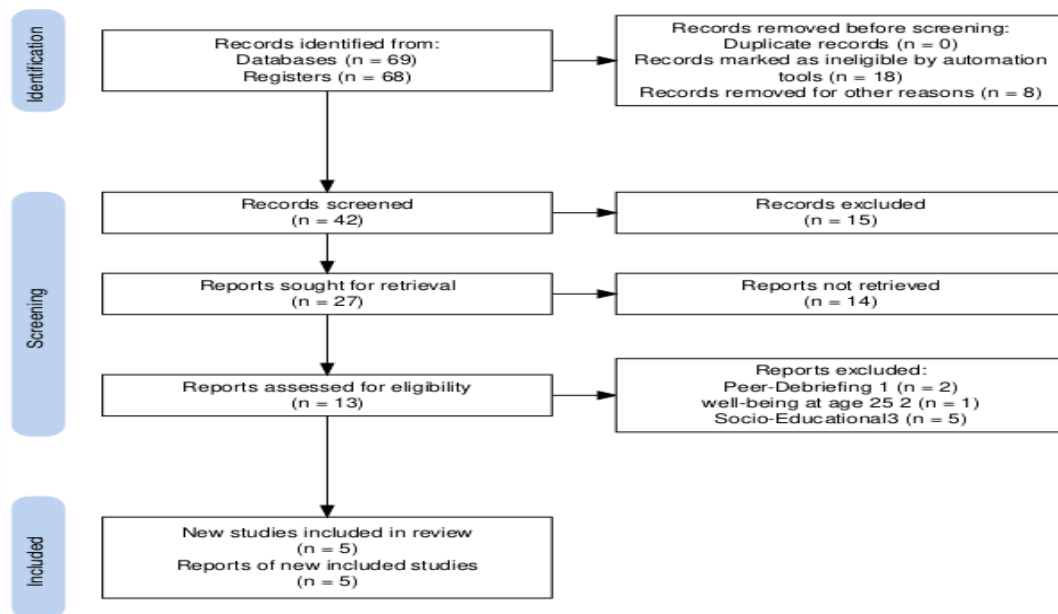 Identification
Records identified from:
Databases (n = 69)
Registers (n = 68)
Records removed before screening:
Duplicate records (n = 0)
Records marked as ineligible by automation
tools (n = 18)
Records removed for other reasons (n = 8)
Screening
Records screened
(n = 42)
Records excluded
(n = 15)
Reports sought for retrieval
(n = 27)
Reports not retrieved
(n = 14)
Reports assessed for eligibility
(n = 13)
Reports excluded:
Peer-Debriefing 1 (n = 2)
well-being at age 25 2 (n = 1)
Socio-Educational3 (n = 5)
Included
New studies included in review
(n = 5)
Reports of new included studies
(n = 5)